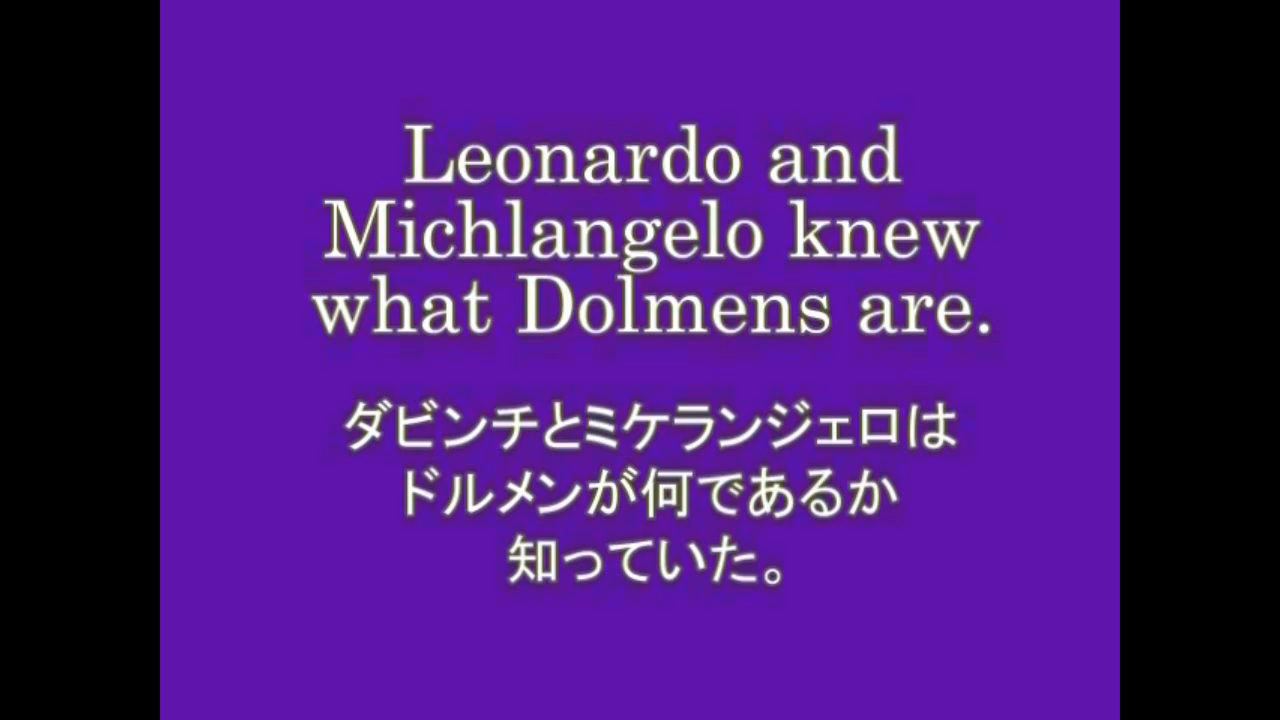 Leonardo and
Michlangelo knew
what Dolmens are.
ダビンチとミケランジェロは
ドルメンが何であるか
知っていた。